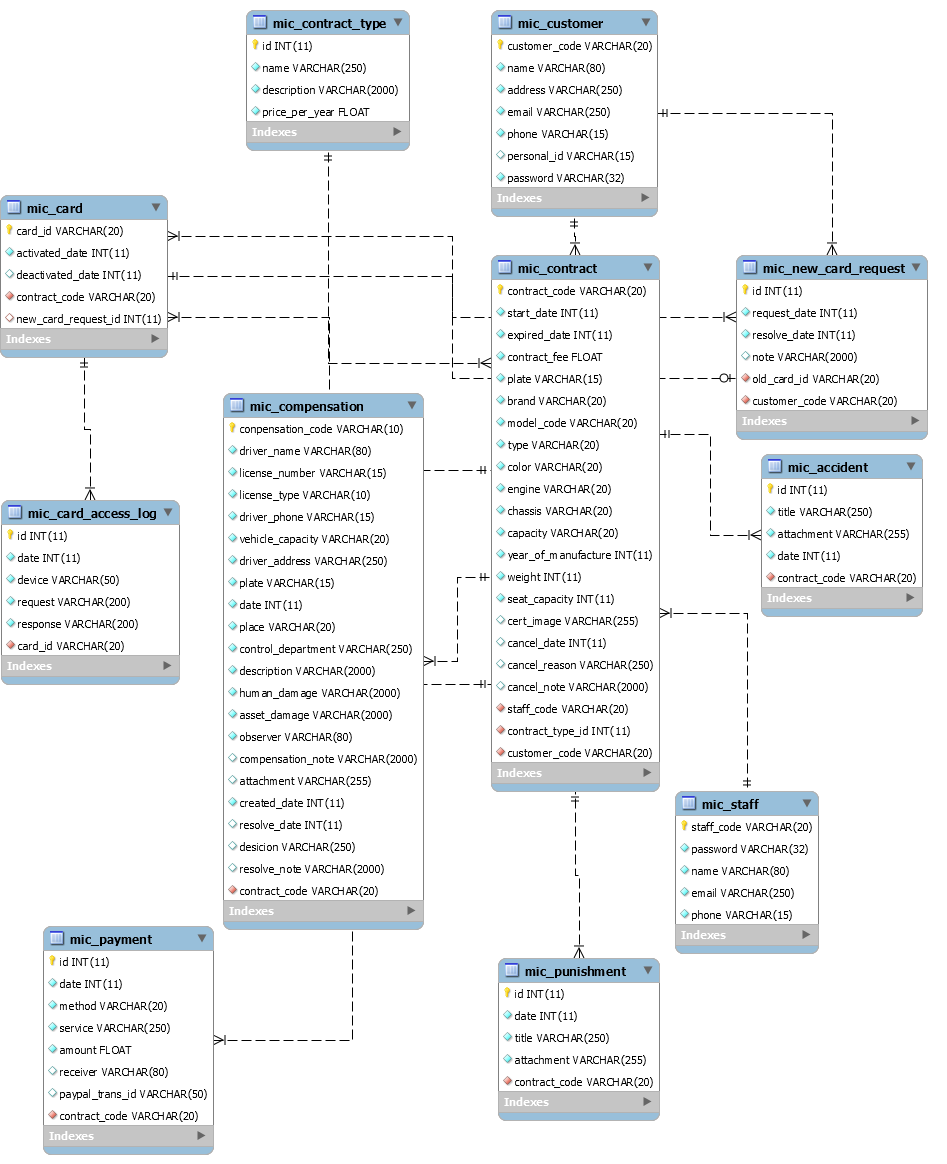 mic_contract_type
id INT(11)
name VARCHAR(250)
description VARCHAR(2000)
price_per_year FLOAT
Indexes
mic_customer
customer_code VARCHAR(20)
name VARCHAR(80)
address VARCHAR(250)
email VARCHAR(250)
phone VARCHAR(15)
personal_id VARCHAR(15)
password VARCHAR(32)
Indexes
mic_card
card_id VARCHAR(20)
activated_date INT(11)
deactivated_date INT(11)
contract_code VARCHAR(20)
new_card_request_id INT(11)
Indexes
mic_contract
contract_code VARCHAR(20)
start_date INT(11)
expired_date INT(11)
contract_fee FLOAT
plate VARCHAR(15)
brand VARCHAR(20)
model_code VARCHAR(20)
type VARCHAR(20)
color VARCHAR(20)
engine VARCHAR(20)
chassis VARCHAR(20)
capacity VARCHAR(20)
year_of_manufacture INT(11)
weight INT(11)
seat_capacity INT(11)
cert_image VARCHAR(255)
cancel_date INT(11)
cancel_reason VARCHAR(250)
cancel_note VARCHAR(2000)
staff_code VARCHAR(20)
contract_type_id INT(11)
customer_code VARCHAR(20)
Indexes
mic_new_card_request
id INT(11)
request_date INT(11)
resolve_date INT(11)
note VARCHAR(2000)
old_card_id VARCHAR(20)
customer_code VARCHAR(20)
Indexes
mic_compensation
conpensation_code VARCHAR(10)
driver_name VARCHAR(80)
license_number VARCHAR(15)
license_type VARCHAR(10)
driver_phone VARCHAR(15)
vehicle_capacity VARCHAR(20)
driver_address VARCHAR(250)
plate VARCHAR(15)
date INT(11)
place VARCHAR(20)
control_department VARCHAR(250)
description VARCHAR(2000)
human_damage VARCHAR(2000)
asset_damage VARCHAR(2000)
observer VARCHAR(80)
compensation_note VARCHAR(2000)
attachment VARCHAR(255)
created_date INT(11)
resolve_date INT(11)
desicion VARCHAR(250)
resolve_note VARCHAR(2000)
contract_code VARCHAR(20)
Indexes
mic_accident
id INT(11)
title VARCHAR(250)
attachment VARCHAR(255)
date INT(11)
contract_code VARCHAR(20)
Indexes
mic_card_access_log
id INT(11)
date INT(11)
device VARCHAR(50)
request VARCHAR(200)
response VARCHAR(200)
card_id VARCHAR(20)
Indexes
mic_staff
staff_code VARCHAR(20)
password VARCHAR(32)
name VARCHAR(80)
email VARCHAR(250)
phone VARCHAR(15)
Indexes
mic_payment
id INT(11)
date INT(11)
method VARCHAR(20)
service VARCHAR(250)
amount FLOAT
receiver VARCHAR(80)
paypal_trans_id VARCHAR(50)
contract_code VARCHAR(20)
Indexes
mic_punishment
id INT(11)
date INT(11)
title VARCHAR(250)
attachment VARCHAR(255)
contract_code VARCHAR(20)
Indexes